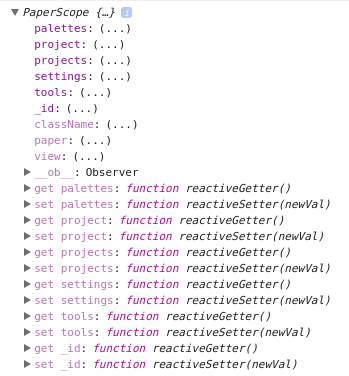 ▼ PaperScope {…} i
palettes: (...)
project: (...)
projects: (...)
settings: (...)
tools: (...)
_id: (...)
className: (...)
paper: (...)
view: (...)
▶ __ob__: Observer
▶ get palettes: function reactiveGetter()
▶ set palettes: function reactiveSetter(newVal)
▶ get project: function reactiveGetter()
▶ set project: function reactiveSetter(newVal)
▶ get projects: function reactiveGetter()
▶ set projects: function reactiveSetter(newVal)
▶ get settings: function reactiveGetter()
▶ set settings: function reactiveSetter(newVal)
▶ get tools: function reactiveGetter()
▶ set tools: function reactiveSetter(newVal)
▶ get _id: function reactiveGetter()
▶ set _id: function reactiveSetter(newVal)